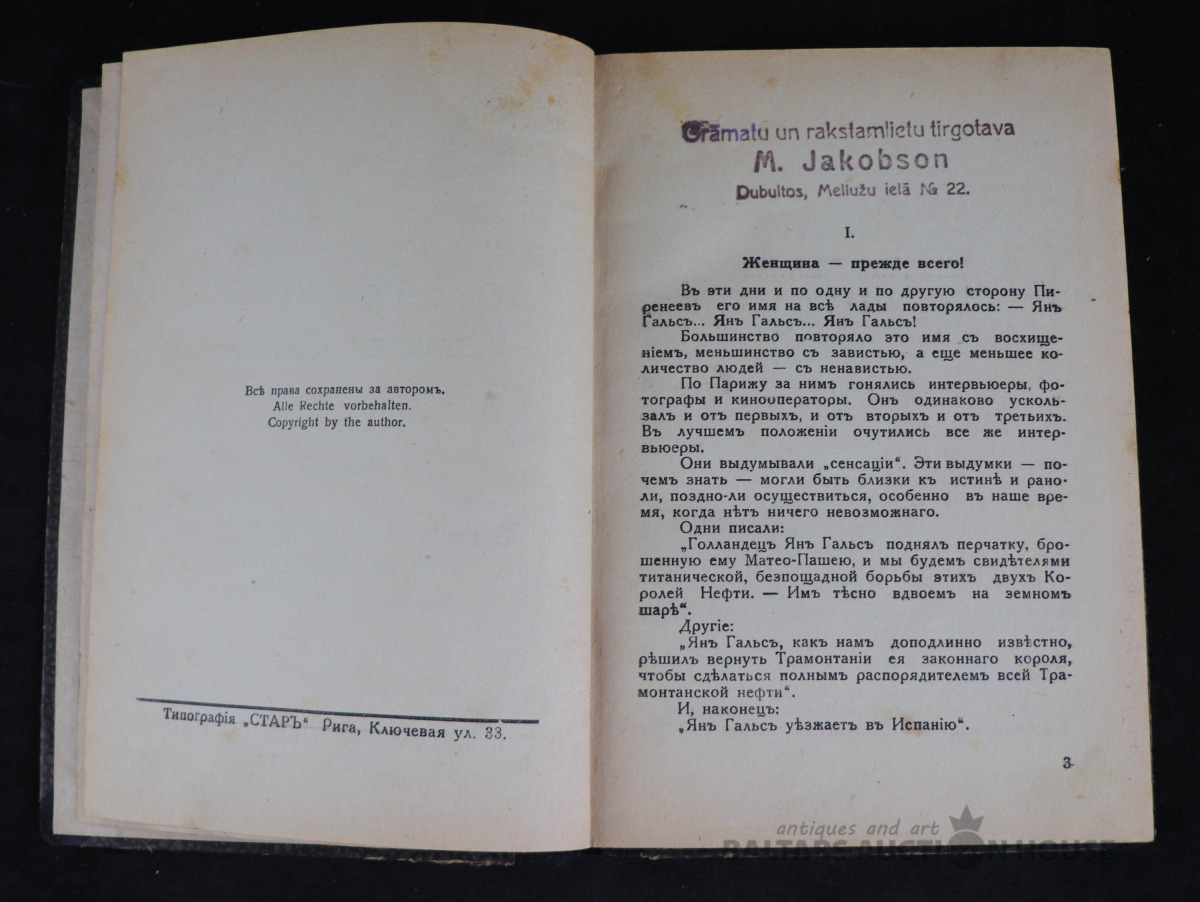 Всѣ права сохранены за авторомъ.
Alle Rechte vorbehalten.
Copyright by the author.
Типографія „СТАРЪ“ Рига, Ключевая ул. 33.
Grāmatu un rakstamlietu tirgotava
M. Jakobson
Dubultos, Mellužu ielā № 22.
I.
Женщина — прежде всего!
Въ эти дни и по одну и по другую сторону Пи-
ренеевъ его имя на всѣ лады повторялось: — Янъ
Гальсъ... Янъ Гальсъ... Янъ Гальсъ!
Большинство повторяло это имя съ восхище-
ніемъ, меньшинство съ завистью, а еще меньшее ко-
личество людей — съ ненавистью.
По Парижу за нимъ гонялись интервьюеры, фо-
тографы и кинооператоры. Онъ одинаково усколь-
залъ и отъ первыхъ, и отъ вторыхъ и отъ третьихъ.
Въ лучшемъ положеніи очутились все же интер-
вьюеры.
Они выдумывали „сенсаціи“. Эти выдумки — по-
чемъ знать — могли быть близки къ истинѣ и рано-
ли, поздно-ли осуществиться, особенно въ наше вре-
мя, когда нѣтъ ничего невозможнаго.
Одни писали:
„Голландецъ Янъ Гальсъ поднялъ перчатку, бро-
шенную ему Матео-Пашею, и мы будемъ свидѣтелями
титанической, безпощадной борьбы этихъ двухъ Ко-
ролей Нефти. — Имъ тѣсно вдвоемъ на земномъ
шарѣ“.
Другіе:
„Янъ Гальсъ, какъ намъ доподлинно извѣстно,
рѣшилъ вернуть Трамонтаніи ея законнаго короля,
чтобы сдѣлаться полнымъ распорядителемъ всей Тра-
монтанской нефти“.
И, наконецъ:
„Янъ Гальсъ уѣзжаетъ въ Испанію“.
3
antiques and art
BALTARS AUCTION HOUSE